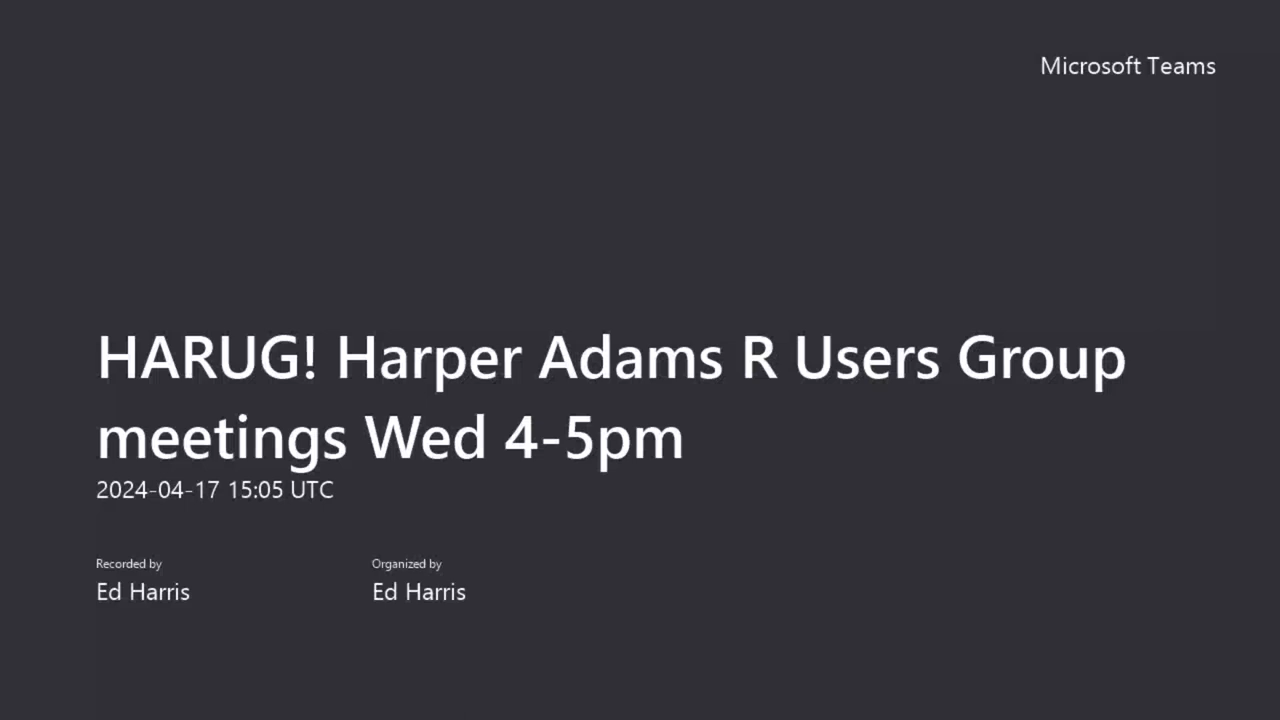 Microsoft Teams
HARUG! Harper Adams R Users Group
meetings Wed 4-5pm
2024-04-17 15:05 UTC
Recorded by
Ed Harris
Organized by
Ed Harris